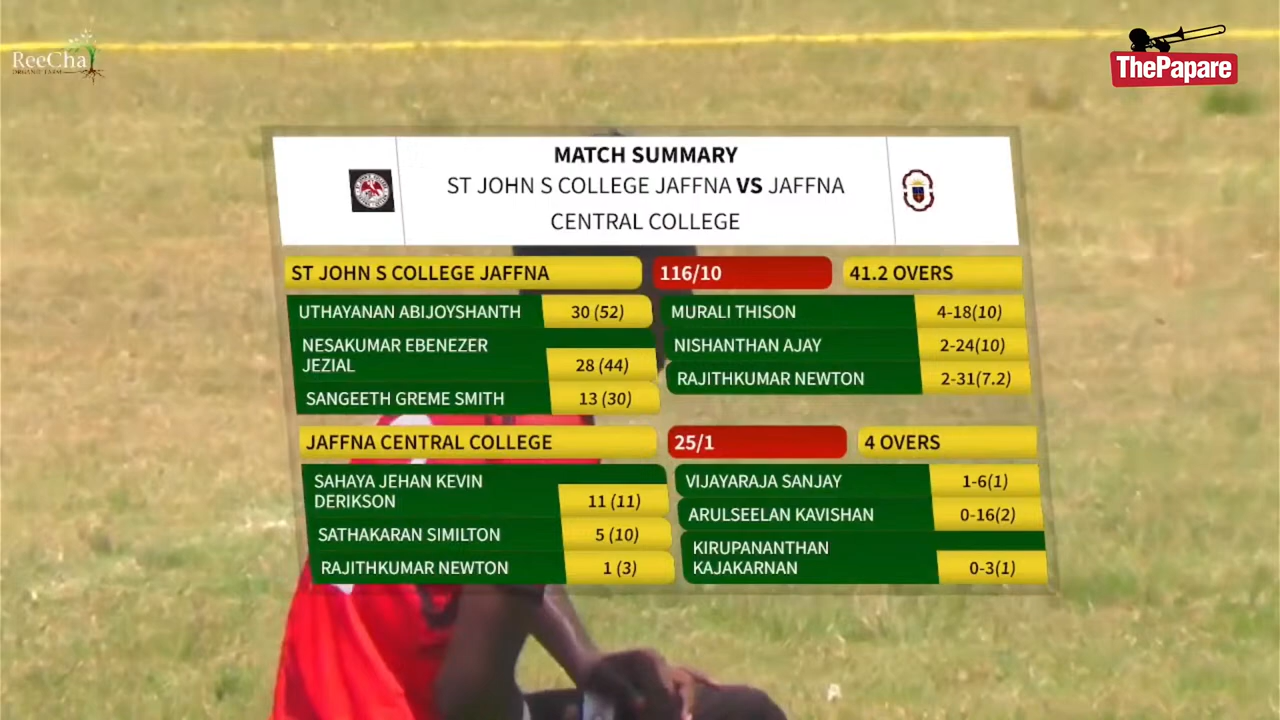 ReeCha
ORGANIC FARM
ThePapare
MATCH SUMMARY
ST JOHN S COLLEGE JAFFNA VS JAFFNA
CENTRAL COLLEGE
ST JOHN S COLLEGE JAFFNA 116/10 41.2 OVERS
UTHAYANAN ABIJOYSHANTH 30 (52) MURALI THISON 4-18(10)
NESAKUMAR EBENEZER
JEZIAL 28 (44) NISHANTHAN AJAY 2-24(10)
SANGEETH GREME SMITH 13 (30) RAJITHKUMAR NEWTON 2-31(7.2)
JAFFNA CENTRAL COLLEGE 25/1 4 OVERS
SAHAYA JEHAN KEVIN
DERIKSON 11 (11) VIJAYARAJA SANJAY 1-6(1)
SATHAKARAN SIMILTON 5 (10) ARULSEELAN KAVISHAN 0-16(2)
RAJITHKUMAR NEWTON 1 (3) KIRUPANANTHAN
KAJAKARNAN 0-3(1)